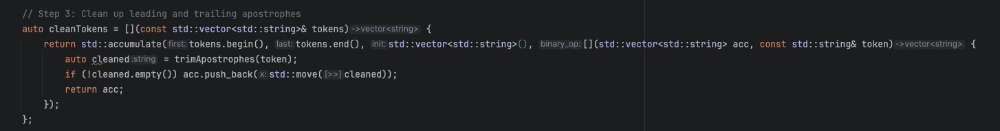 // Step 3: Clean up leading and trailing apostrophes
auto cleanTokens = [](const std::vector<std::string>& tokens) ->vector<string> {
return std::accumulate( first: tokens.begin(), last: tokens.end(), init: std::vector<std::string>(), binary_op: [](std::vector<std::string> acc, const std::string& token) ->vector<string> {
auto cleaned :string = trimApostrophes(token);
if (!cleaned.empty()) acc.push_back( x: std::move( [>>] cleaned));
return acc;
});
};